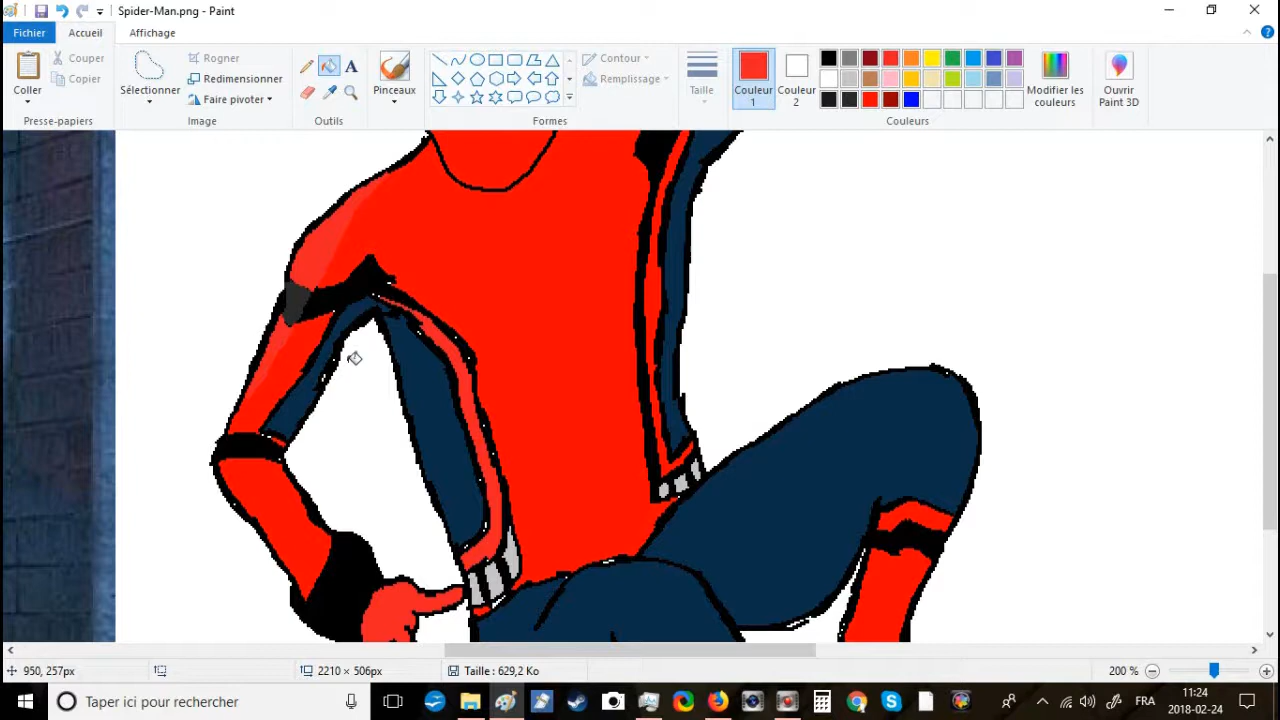 Spider-Man.png - Paint
Fichier Accueil Affichage
Coller
Couper
Copier
Presse-papiers
Sélectionner
Rogner
Redimensionner
Faire pivoter
Image
A
Outils
Pinceaux
Contour
Remplissage
Formes
Taille
Couleur 1
Couleur 2
Modifier les couleurs
Couleurs
Ouvrir Paint 3D
950, 257px
2210 × 506px
Taille : 629,2 Ko
200 %
Taper ici pour rechercher
FRA
11:24
2018-02-24